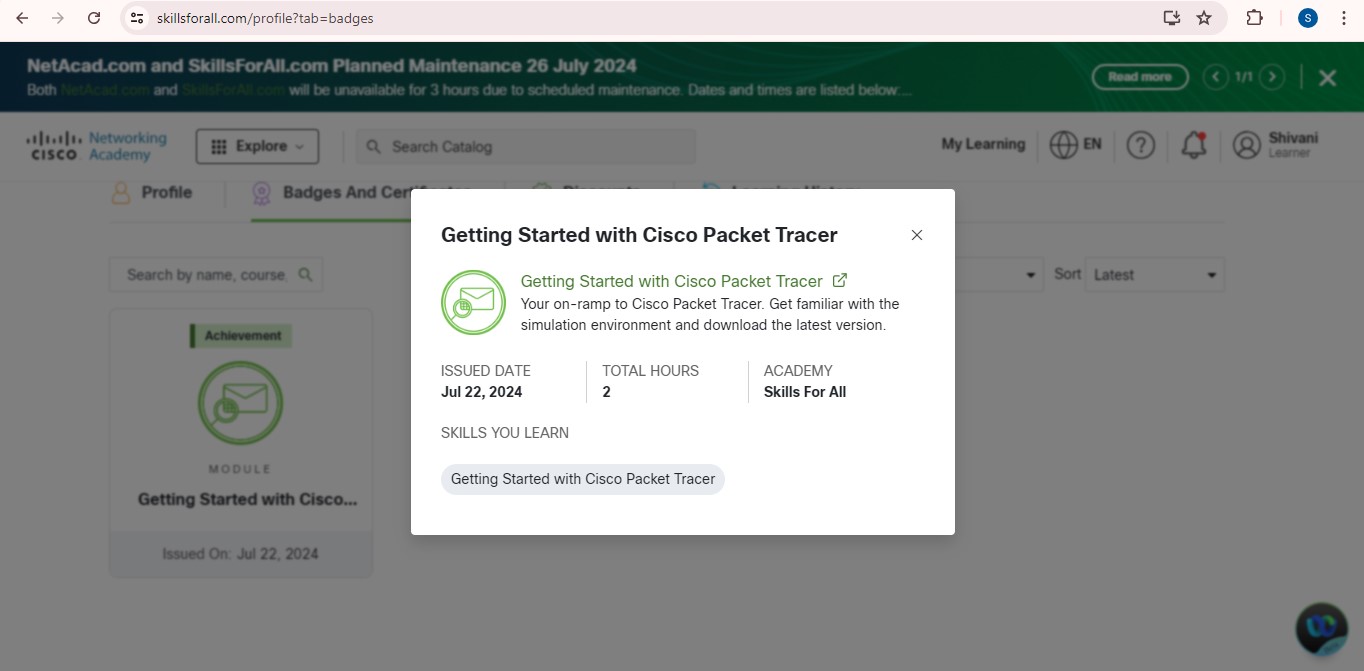 skillsforall.com/profile?tab=badges
S
NetAcad.com and SkillsForAll.com Planned Maintenance 26 July 2024
Both NetAcad.com and SkillsForAll.com will be unavailable for 3 hours due to scheduled maintenance. Dates and times are listed below:...
Read more
1/1
CISCO
Networking Academy
Explore
Search Catalog
My Learning
EN
?
Shivani
Learner
Profile
Badges And
Getting Started with Cisco Packet Tracer
Getting Started with Cisco Packet Tracer
Your on-ramp to Cisco Packet Tracer. Get familiar with the
simulation environment and download the latest version.
ISSUED DATE
Jul 22, 2024
TOTAL HOURS
2
ACADEMY
Skills For All
SKILLS YOU LEARN
Getting Started with Cisco Packet Tracer
Search by name, course,
Sort
Latest
Achievement
MODULE
Getting Started with Cisco...
Issued On: Jul 22, 2024